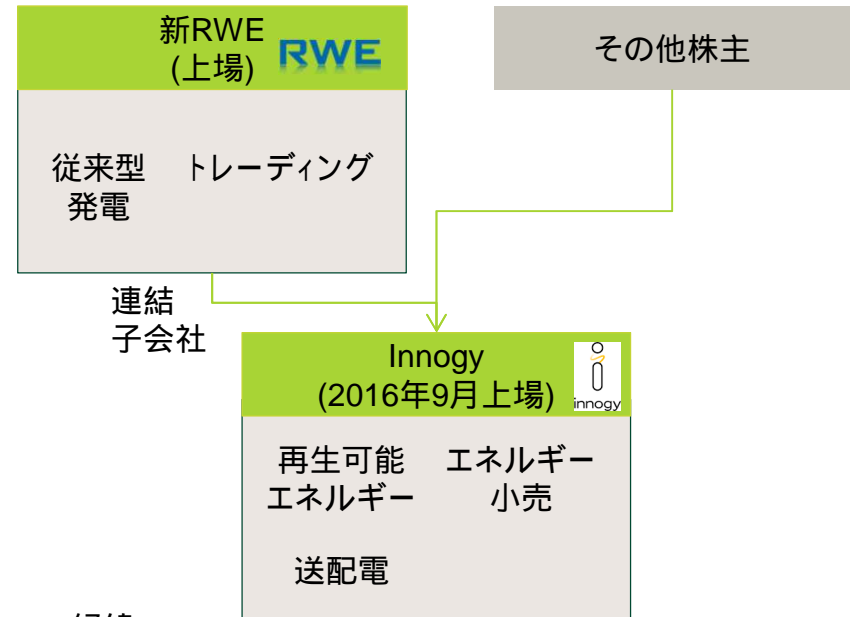 新RWE
(上場)
RWE
その他株主
従来型
発電
トレーディング
連結
子会社
Innogy
(2016年9月上場)
innogy
再生可能
エネルギー
エネルギー
小売
送配電